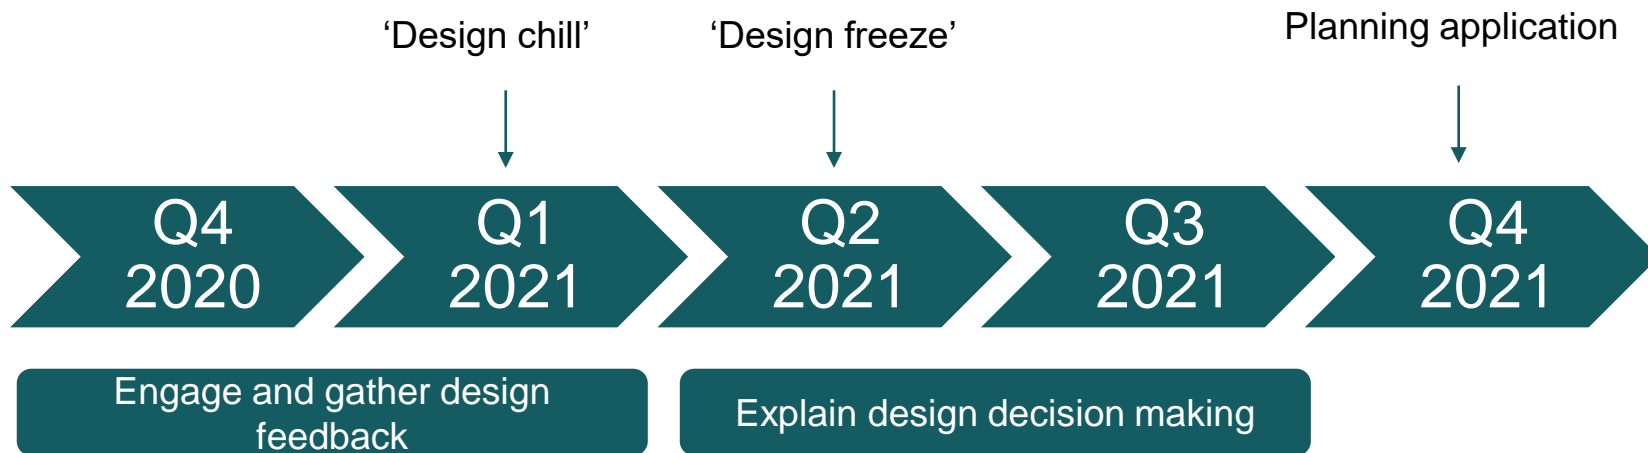 ‘Design chill’
‘Design freeze’
Planning application
Q4
2020
Q1
2021
Q2
2021
Q3
2021
Q4
2021
Engage and gather design
feedback
Explain design decision making